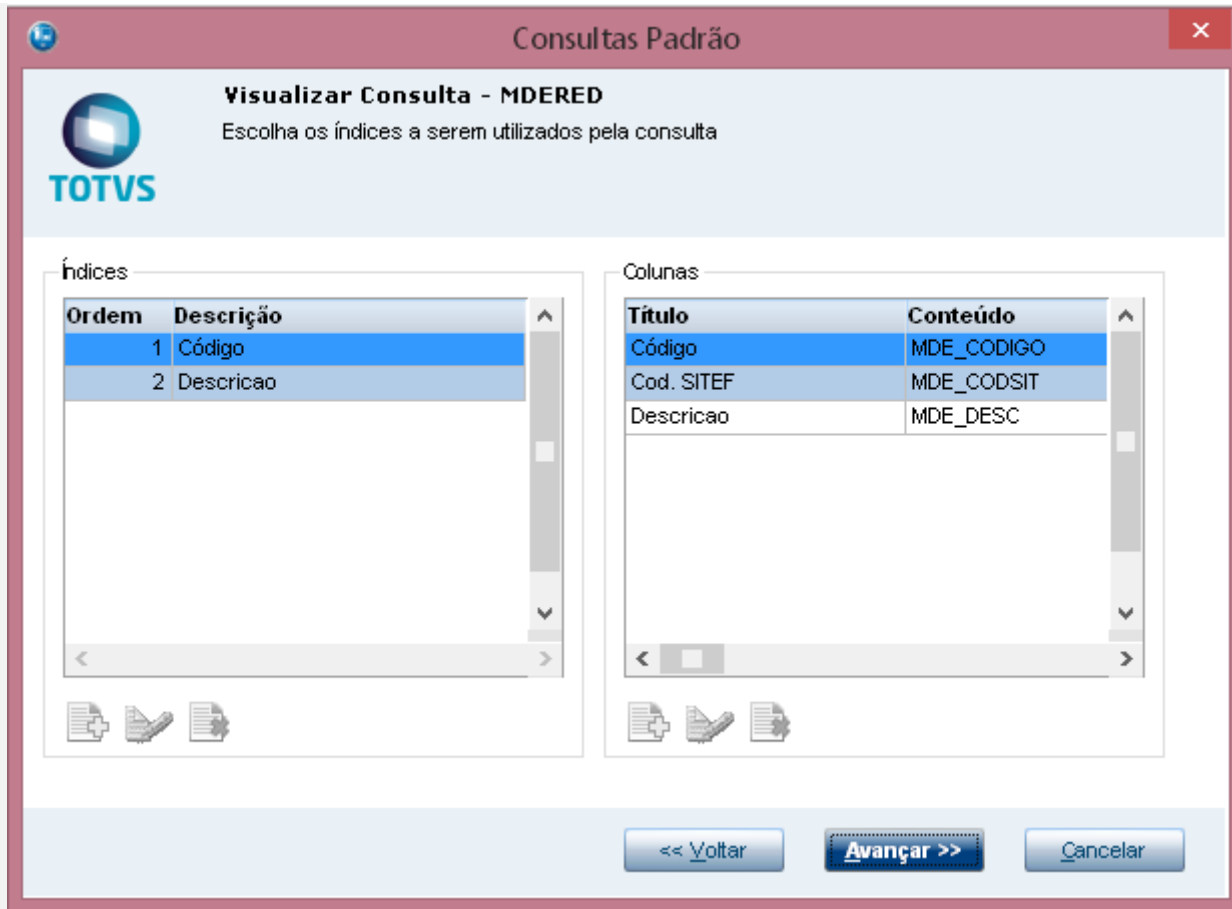 Consultas Padrão
Visualizar Consulta - MDERED
Escolha os índices a serem utilizados pela consulta
TOTVS
Índices
Ordem Descrição
1 Código
2 Descricao
Colunas
Título Conteúdo
Código MDE_CODIGO
Cod. SITEF MDE_CODSIT
Descricao MDE_DESC
<< Voltar
Avançar >>
Cancelar